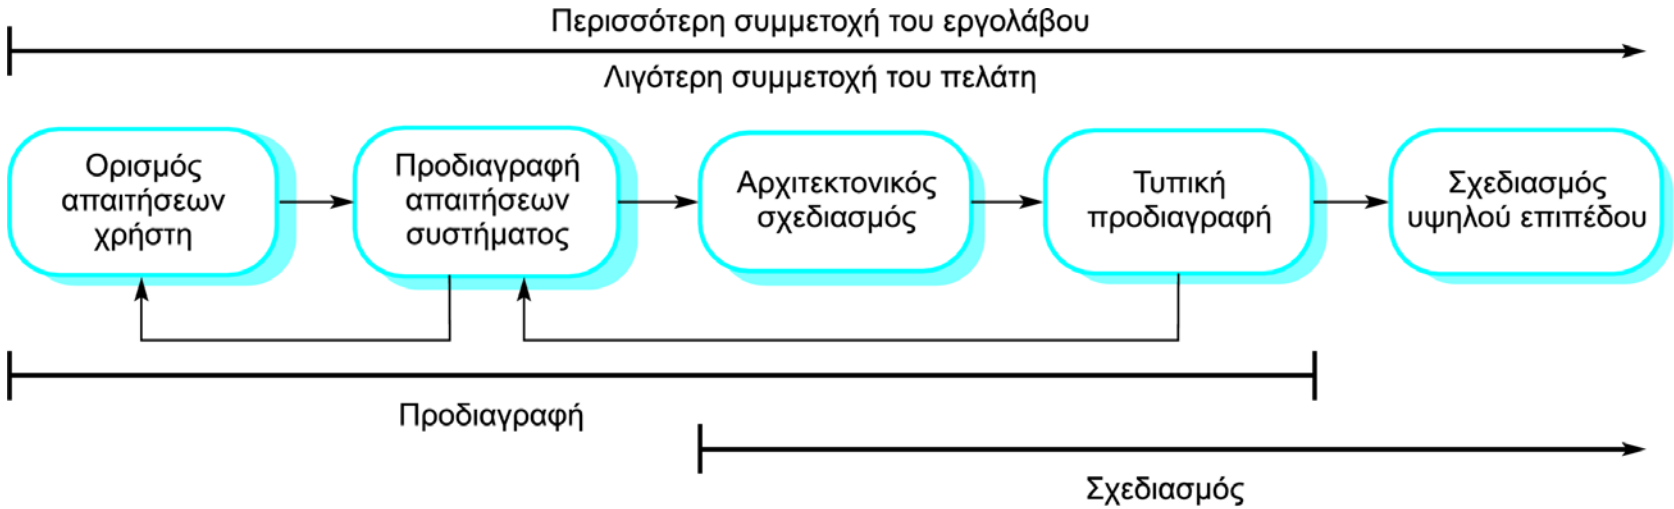 Περισσότερη συμμετοχή του εργολάβου
Λιγότερη συμμετοχή του πελάτη
Ορισμός
απαιτήσεων
χρήστη
Προδιαγραφή
απαιτήσεων
συστήματος
Αρχιτεκτονικός
σχεδιασμός
Τυπική
προδιαγραφή
Σχεδιασμός
υψηλού επιπέδου
Προδιαγραφή
Σχεδιασμός